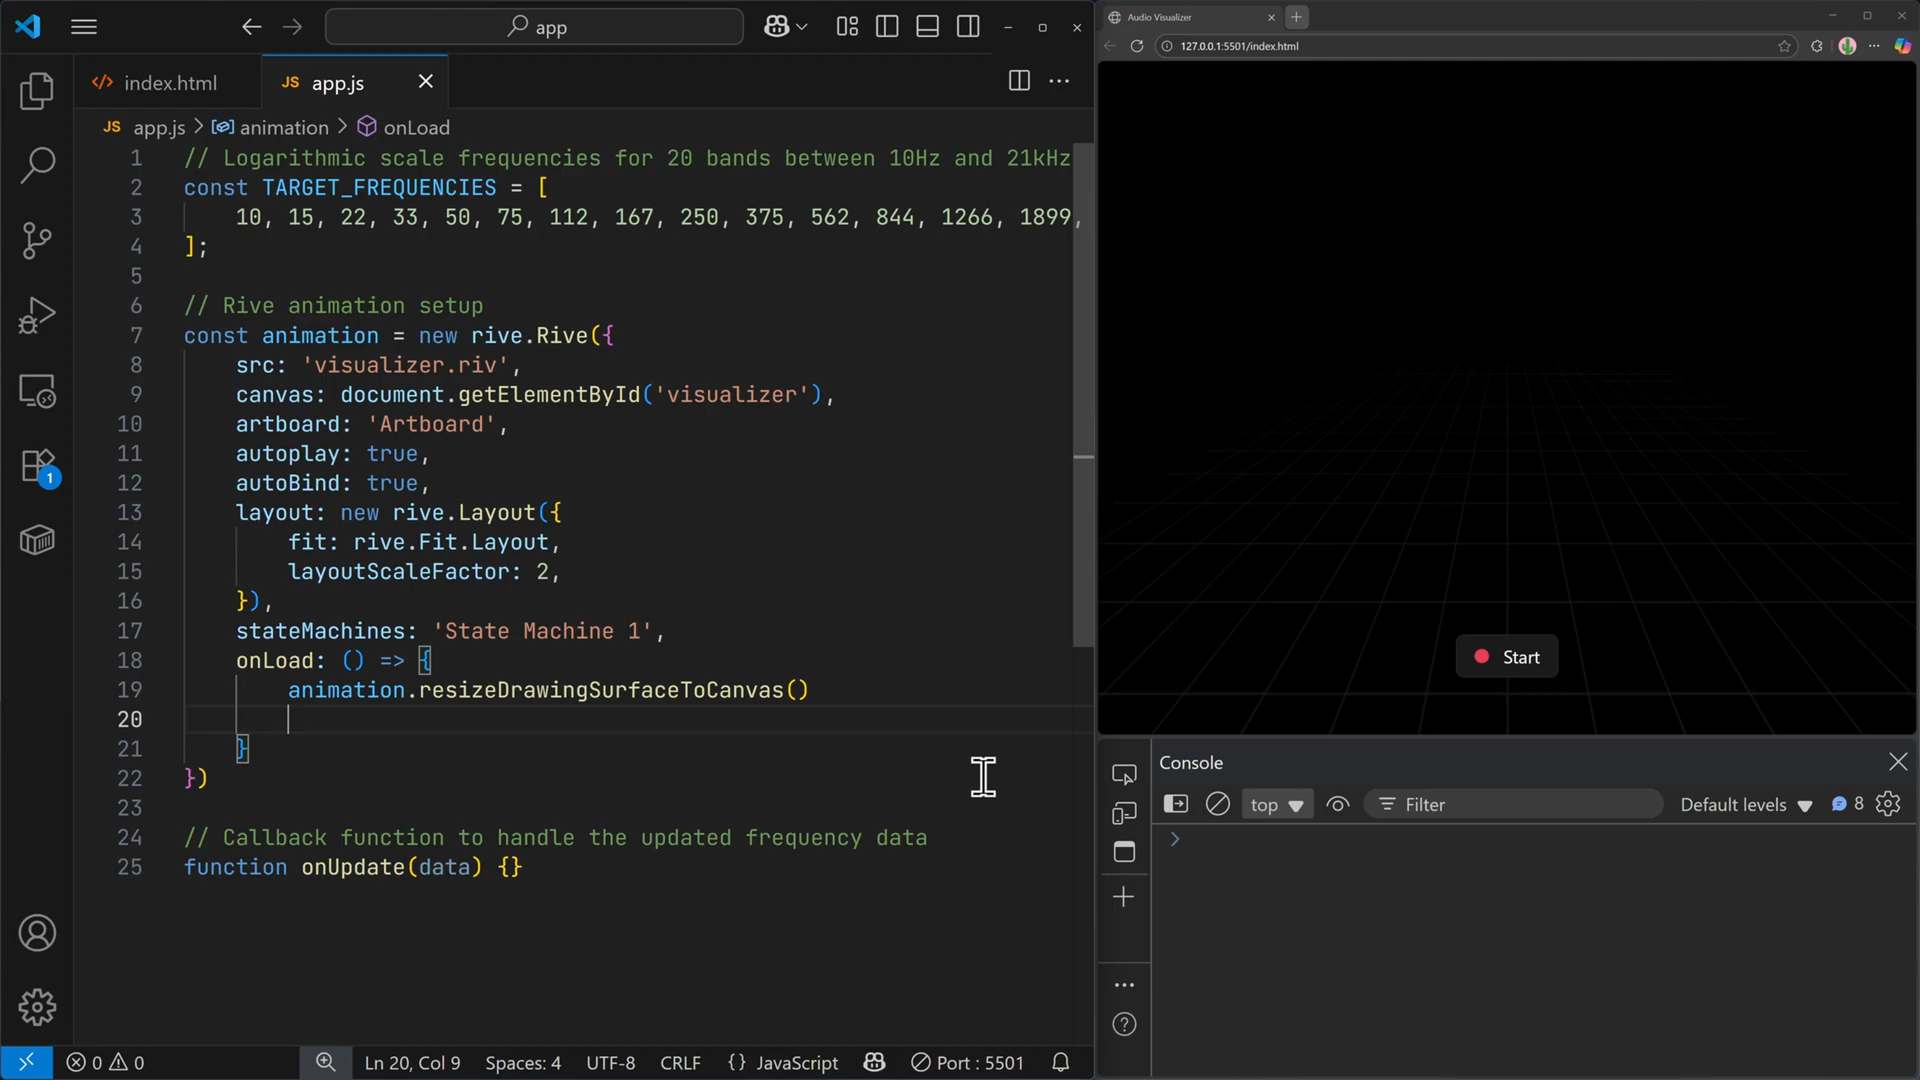 app
index.html
JS app.js
JS app.js > animation > onLoad
1 // Logarithmic scale frequencies for 20 bands between 10Hz and 21kHz
2 const TARGET_FREQUENCIES = [
3 10, 15, 22, 33, 50, 75, 112, 167, 250, 375, 562, 844, 1266, 1899,
4 ];
5
6 // Rive animation setup
7 const animation = new rive.Rive({
8 src: 'visualizer.riv',
9 canvas: document.getElementById('visualizer'),
10 artboard: 'Artboard',
11 autoplay: true,
12 autoBind: true,
13 layout: new rive.Layout({
14 fit: rive.Fit.Layout,
15 layoutScaleFactor: 2,
16 }),
17 stateMachines: 'State Machine 1',
18 onLoad: () => {
19 animation.resizeDrawingSurfaceToCanvas()
20
21 }
22 })
23
24 // Callback function to handle the updated frequency data
25 function onUpdate(data) {}
1
0 0
Ln 20, Col 9
Spaces: 4
UTF-8
CRLF
{} JavaScript
Port : 5501
Audio Visualizer
127.0.0.1:5501/index.html
Start
Console
top
Filter
Default levels
8